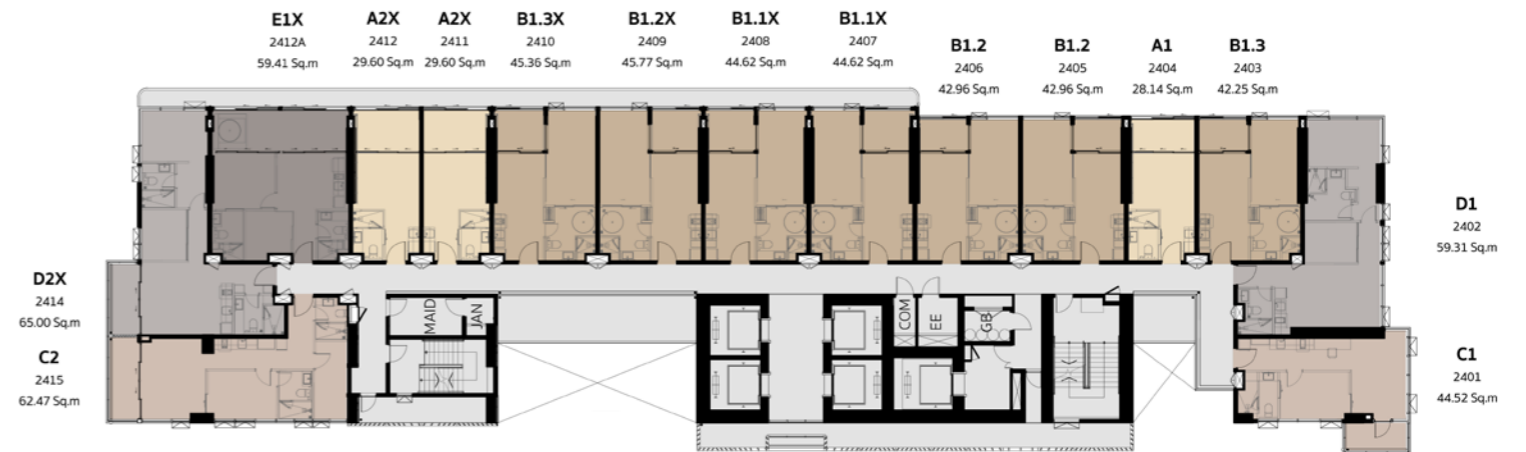 E1X
2412A
59.41 Sq.m
A2X
2412
29.60 Sq.m
A2X
2411
29.60 Sq.m
B1.3X
2410
45.36 Sq.m
B1.2X
2409
45.77 Sq.m
B1.1X
2408
44.62 Sq.m
B1.1X
2407
44.62 Sq.m
B1.2
2406
42.96 Sq.m
B1.2
2405
42.96 Sq.m
A1
2404
28.14 Sq.m
B1.3
2403
42.25 Sq.m
D1
2402
59.31 Sq.m
D2X
2414
65.00 Sq.m
C2
2415
62.47 Sq.m
MAID
JAN
COM
EE
GB
C1
2401
44.52 Sq.m